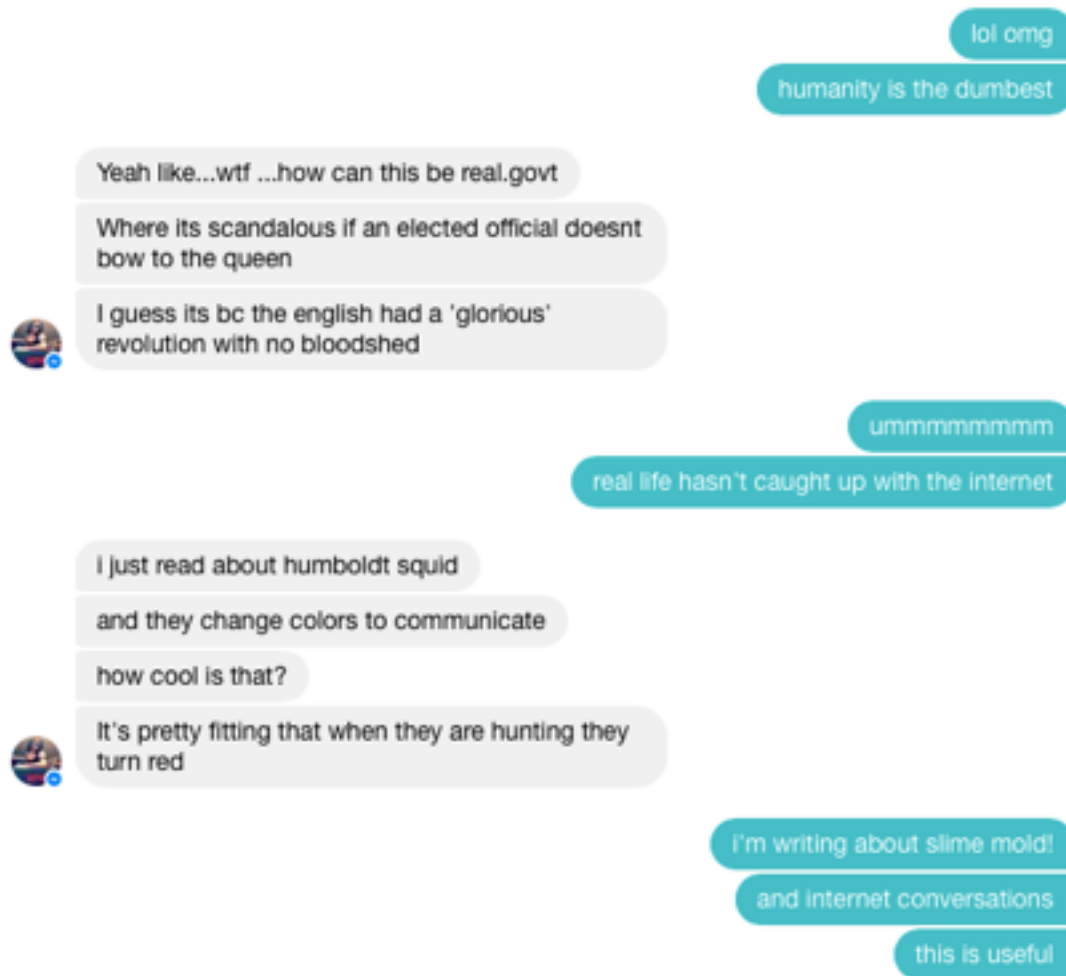 lol omg
humanity is the dumbest
Yeah like...wtf ...how can this be real.govt
Where its scandalous if an elected official doesnt
bow to the queen
I guess its bc the english had a 'glorious'
revolution with no bloodshed
ummmmmmmmm
real life hasn't caught up with the internet
i just read about humboldt squid
and they change colors to communicate
how cool is that?
It's pretty fitting that when they are hunting they
turn red
i'm writing about slime mold!
and internet conversations
this is useful